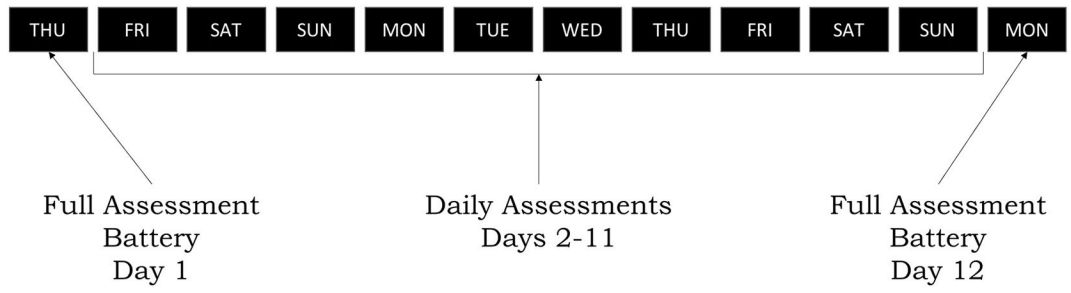 THU FRI SAT SUN MON TUE WED THU FRI SAT SUN MON
Full Assessment
Battery
Day 1
Daily Assessments
Days 2-11
Full Assessment
Battery
Day 12